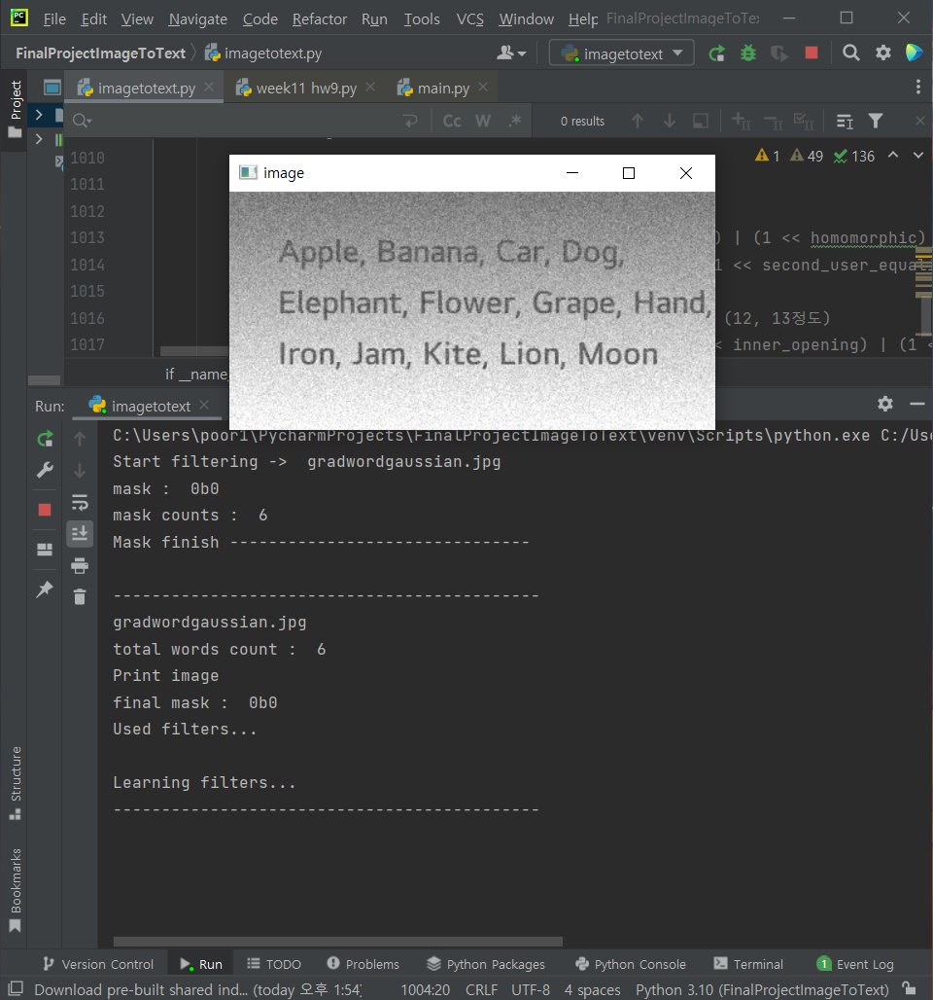 File Edit View Navigate Code Refactor Run Tools VCS Window Help FinalProjectImageToTe
FinalProjectImageToText imagetotext.py imagetotext
Project
imagetotext.py week11 hw9.py main.py
Cc W .* 0 results
1010
1 49 136
1011
1012
1013 ) | (1 << homomorphic)
1014 1 << second_user_equal
1015
1016 (12, 13정도)
1017 < inner_opening) | (1 <
if __name_
image
Apple, Banana, Car, Dog,
Elephant, Flower, Grape, Hand,
Iron, Jam, Kite, Lion, Moon
Run: imagetotext
C:\Users\poor1\PycharmProjects\FinalProjectImageToText\venv\Scripts\python.exe C:/Use
Start filtering -> gradwordgaussian.jpg
mask : 0b0
mask counts : 6
Mask finish -------------------------------
--------------------------------------------
gradwordgaussian.jpg
total words count : 6
Print image
final mask : 0b0
Used filters...
Learning filters...
--------------------------------------------
Structure
Bookmarks
Version Control Run TODO Problems Python Packages Python Console Terminal 1 Event Log
Download pre-built shared ind... (today 오후 1:54) 1004:20 CRLF UTF-8 4 spaces Python 3.10 (FinalProjectImageToText)